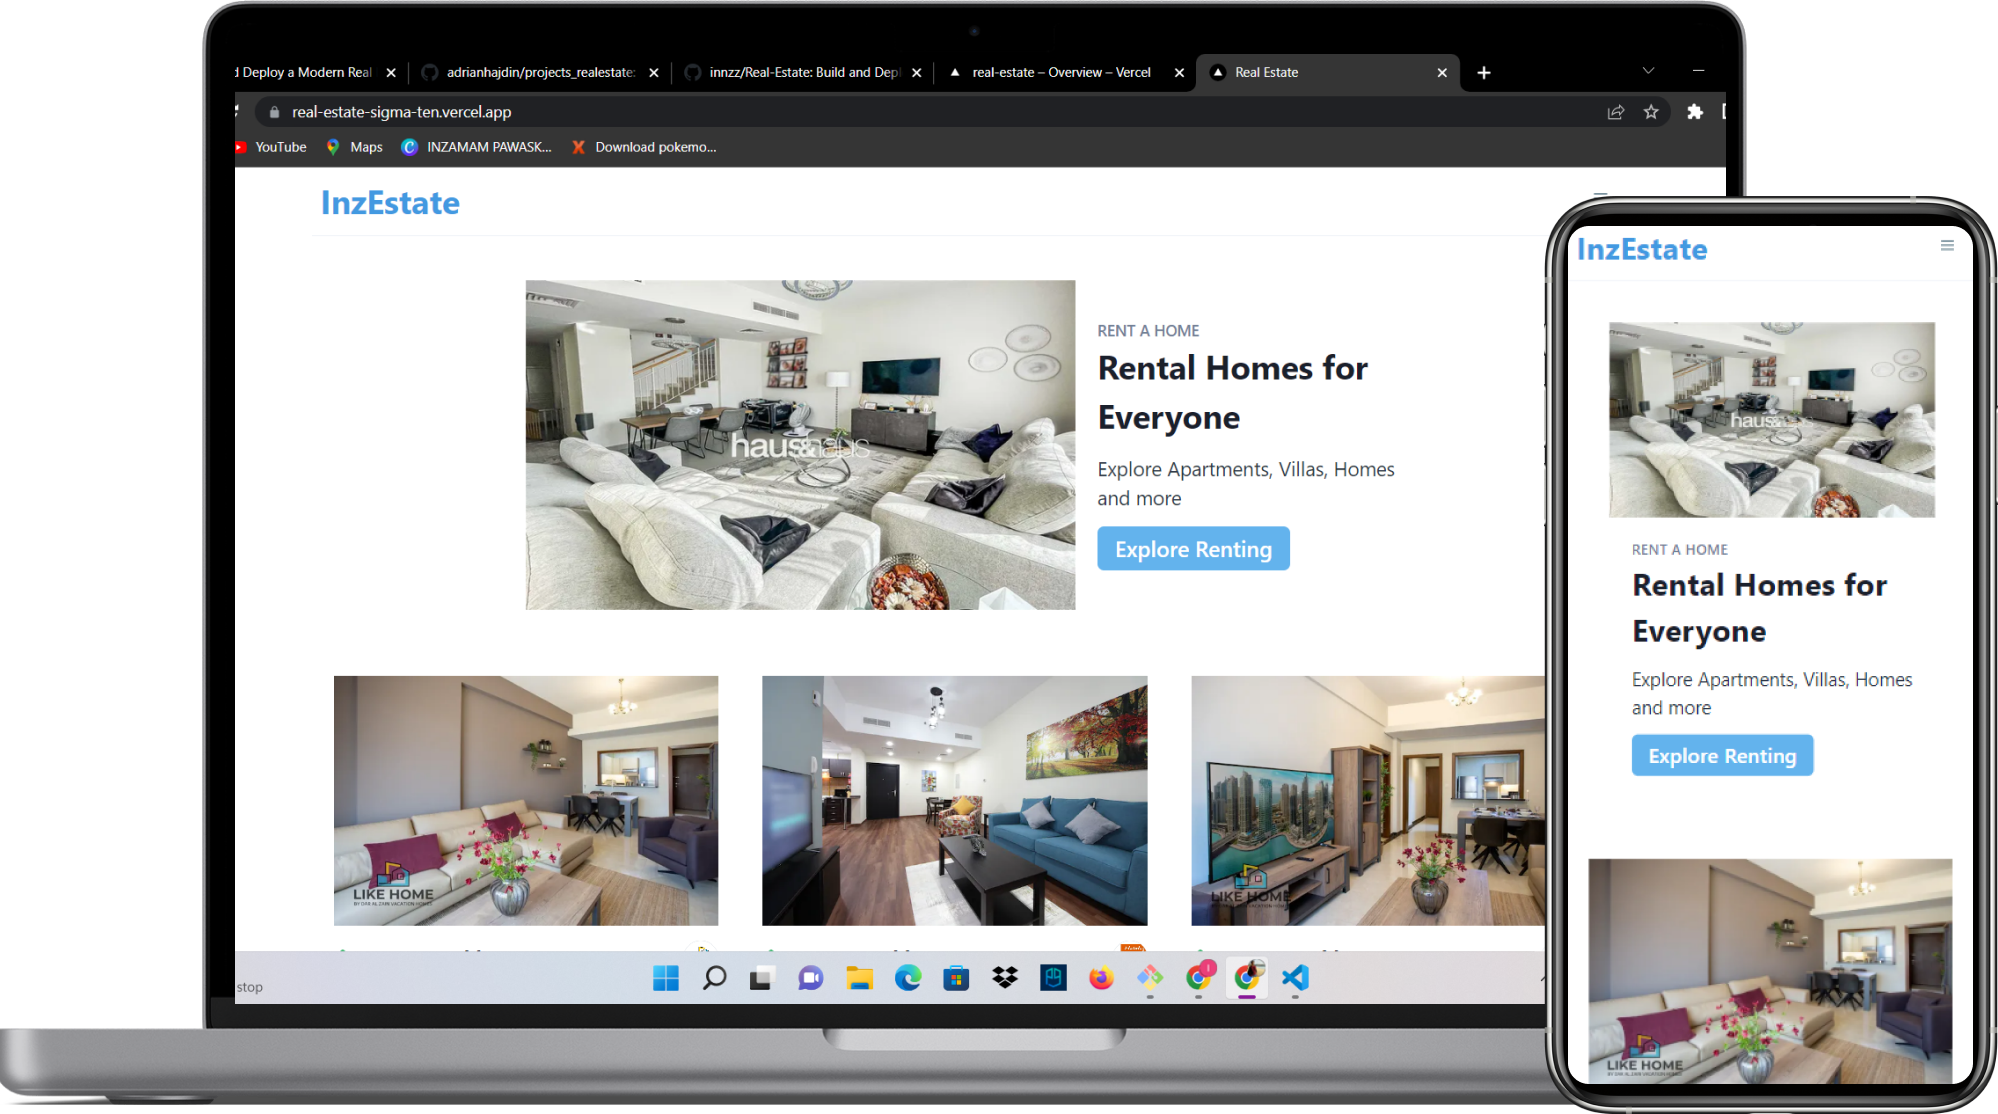 d Deploy a Modern Real
adrianhajdin/projects_realestate:
innzz/Real-Estate: Build and Depl
real-estate – Overview – Vercel
Real Estate
real-estate-sigma-ten.vercel.app
YouTube
Maps
INZAMAM PAWASK...
Download pokemo...
InzEstate
haus&haus
RENT A HOME
Rental Homes for
Everyone
Explore Apartments, Villas, Homes
and more
Explore Renting
LIKE HOME
LIKE HOME
stop
InzEstate
haus
RENT A HOME
Rental Homes for
Everyone
Explore Apartments, Villas, Homes
and more
Explore Renting
LIKE HOME